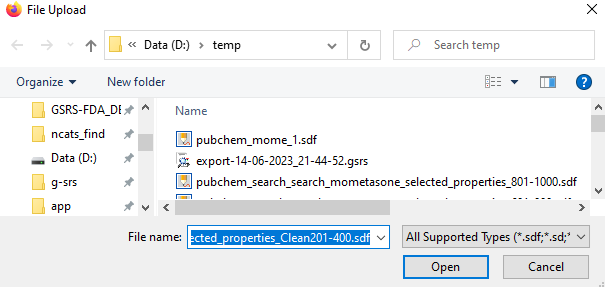 File Upload
« Data (D:) > temp
Search temp
Organize
New folder
GSRS-FDA_DE
ncats_find
Data (D:)
g-srs
app
Name
pubchem_mome_1.sdf
export-14-06-2023_21-44-52.gsrs
pubchem_search_search_mometasone_selected_properties_801-1000.sdf
File name:
ected_properties_Clean201-400.sdf
All Supported Types (*.sdf;*.sd;*
Open
Cancel